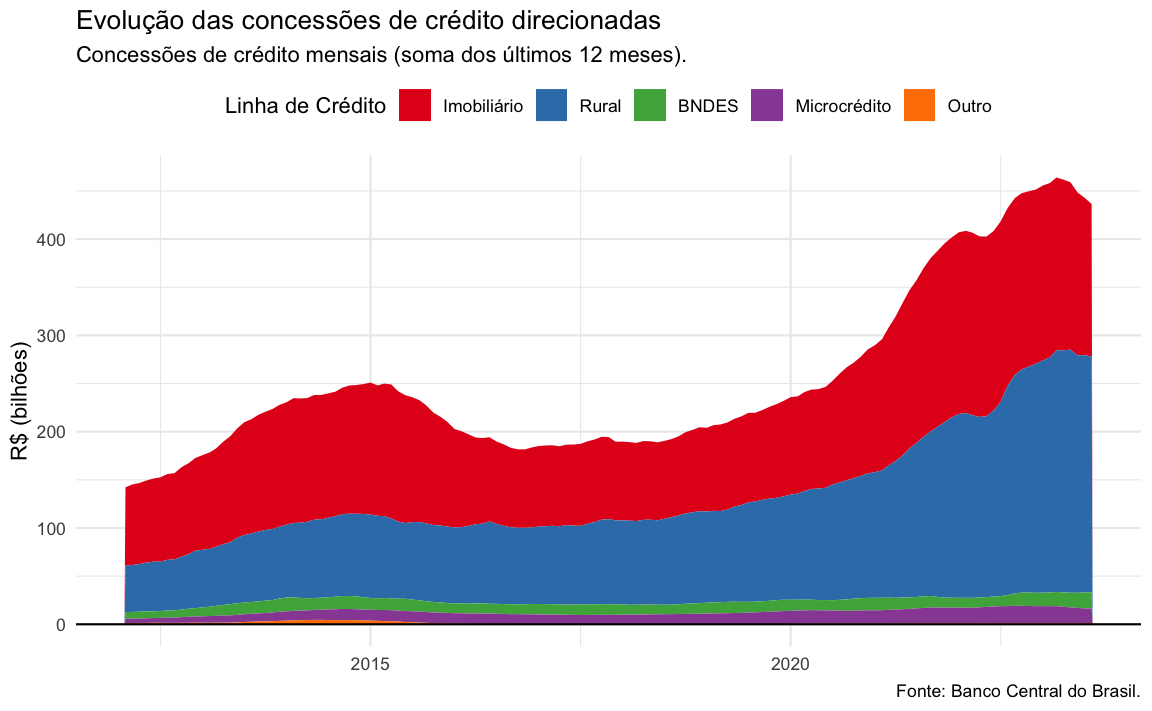 Evolução das concessões de crédito direcionadas
Concessões de crédito mensais (soma dos últimos 12 meses).
Linha de Crédito Imobiliário Rural BNDES Microcrédito Outro
R$ (bilhões)
400
300
200
100
0
2015 2020
Fonte: Banco Central do Brasil.